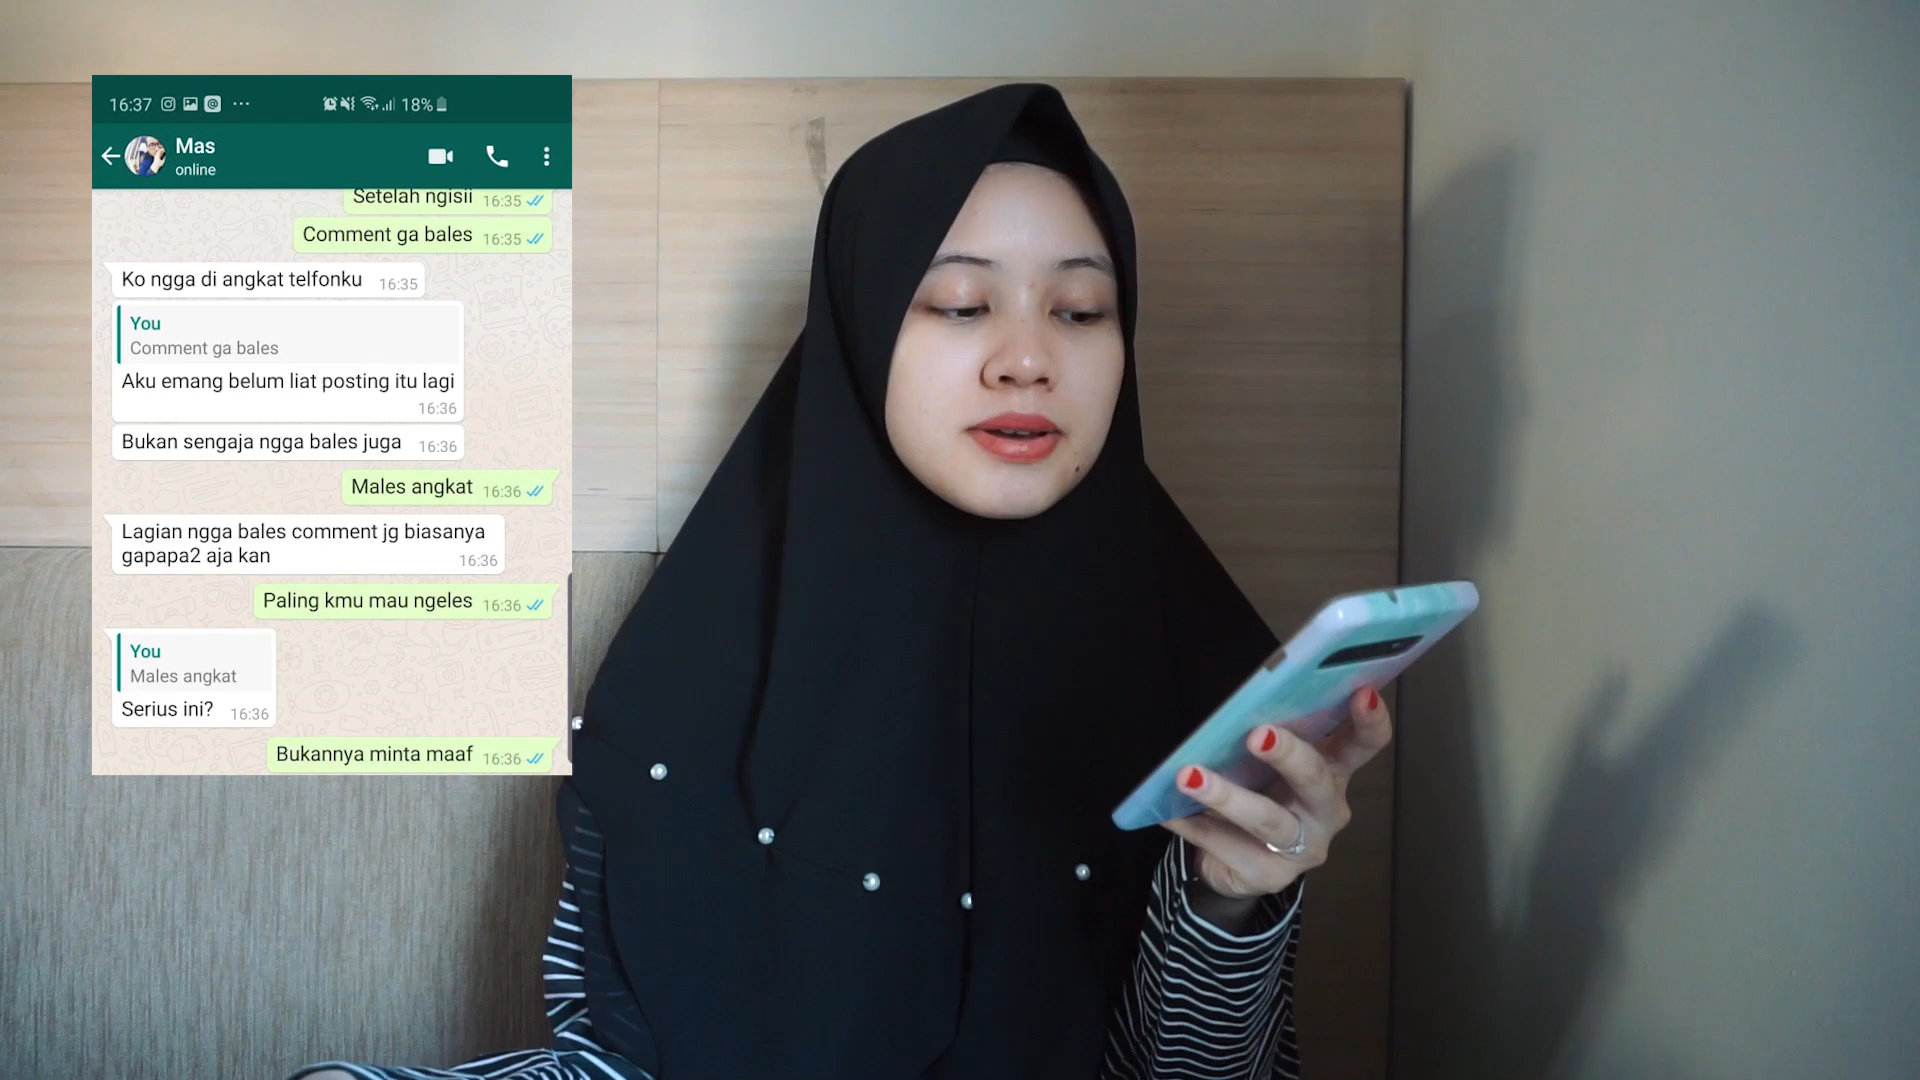 16:37 18%
Mas
online
Setelah ngisii 16:35
Comment ga bales 16:35
Ko ngga di angkat telfonku 16:35
You
Comment ga bales
Aku emang belum liat posting itu lagi
16:36
Bukan sengaja ngga bales juga 16:36
Males angkat 16:36
Lagian ngga bales comment jg biasanya
gapapa2 aja kan 16:36
Paling kmu mau ngeles 16:36
You
Males angkat
Serius ini? 16:36
Bukannya minta maaf 16:36